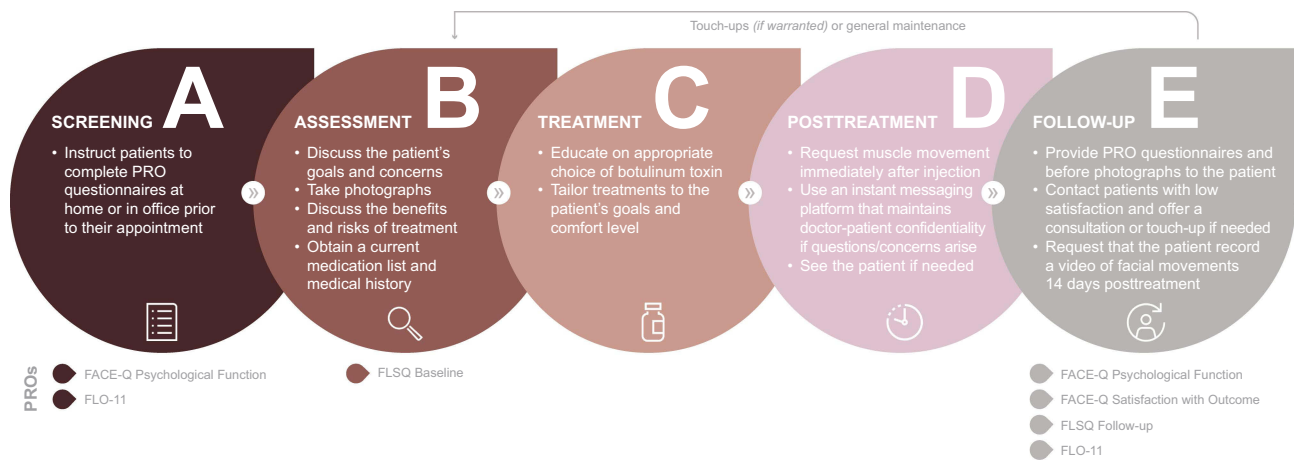 Touch-ups (if warranted) or general maintenance
A
SCREENING
• Instruct patients to
complete PRO
questionnaires at
home or in office prior
to their appointment
B
ASSESSMENT
• Discuss the patient's
goals and concerns
• Take photographs
• Discuss the benefits
and risks of treatment
• Obtain a current
medication list and
medical history
C
TREATMENT
• Educate on appropriate
choice of botulinum toxin
• Tailor treatments to the
patient's goals and
comfort level
D
POSTTREATMENT
• Request muscle movement
immediately after injection
• Use an instant messaging
platform that maintains
doctor-patient confidentiality
if questions/concerns arise
• See the patient if needed
E
FOLLOW-UP
• Provide PRO questionnaires and
before photographs to the patient
• Contact patients with low
satisfaction and offer a
consultation or touch-up if needed
• Request that the patient record
a video of facial movements
14 days posttreatment
PROs
FACE-Q Psychological Function
FLO-11
FLSQ Baseline
FACE-Q Psychological Function
FACE-Q Satisfaction with Outcome
FLSQ Follow-up
FLO-11